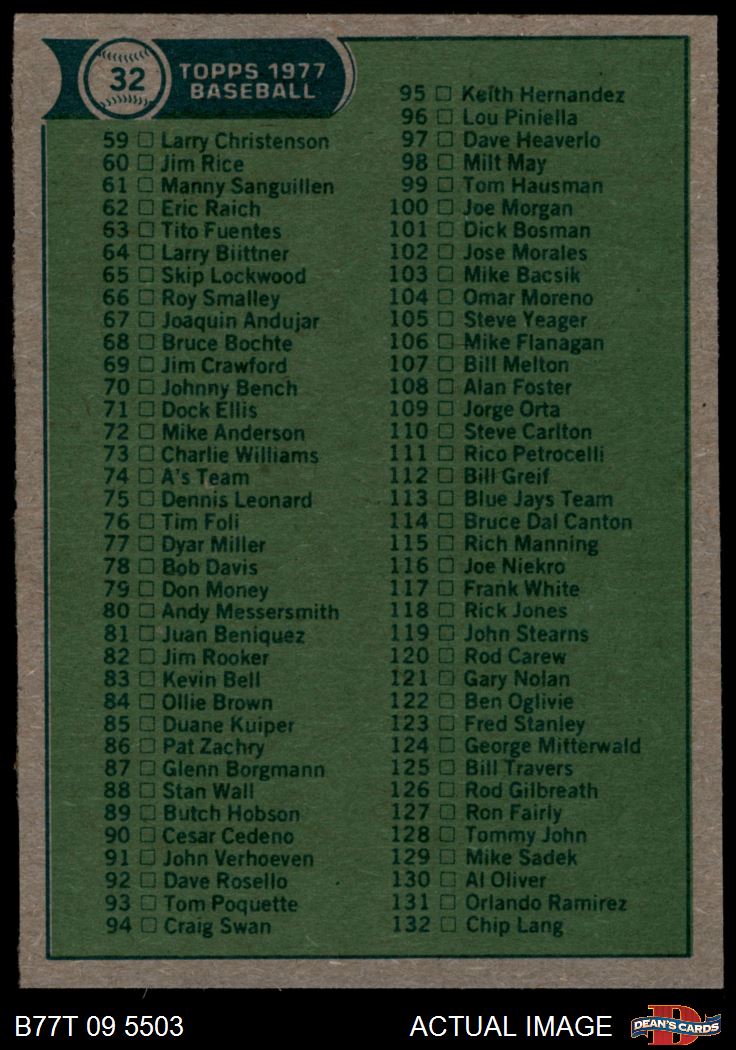 32
TOPPS 1977
BASEBALL
59 Larry Christenson
60 Jim Rice
61 Manny Sanguillen
62 Eric Raich
63 Tito Fuentes
64 Larry Biittner
65 Skip Lockwood
66 Roy Smalley
67 Joaquin Andujar
68 Bruce Bochte
69 Jim Crawford
70 Johnny Bench
71 Dock Ellis
72 Mike Anderson
73 Charlie Williams
74 A's Team
75 Dennis Leonard
76 Tim Foli
77 Dyar Miller
78 Bob Davis
79 Don Money
80 Andy Messersmith
81 Juan Beniquez
82 Jim Rooker
83 Kevin Bell
84 Ollie Brown
85 Duane Kuiper
86 Pat Zachry
87 Glenn Borgmann
88 Stan Wall
89 Butch Hobson
90 Cesar Cedeno
91 John Verhoeven
92 Dave Rosello
93 Tom Poquette
94 Craig Swan
95 Keith Hernandez
96 Lou Piniella
97 Dave Heaverlo
98 Milt May
99 Tom Hausman
100 Joe Morgan
101 Dick Bosman
102 Jose Morales
103 Mike Bacsik
104 Omar Moreno
105 Steve Yeager
106 Mike Flanagan
107 Bill Melton
108 Alan Foster
109 Jorge Orta
110 Steve Carlton
111 Rico Petrocelli
112 Bill Greif
113 Blue Jays Team
114 Bruce Dal Canton
115 Rich Manning
116 Joe Niekro
117 Frank White
118 Rick Jones
119 John Stearns
120 Rod Carew
121 Gary Nolan
122 Ben Oglivie
123 Fred Stanley
124 George Mitterwald
125 Bill Travers
126 Rod Gilbreath
127 Ron Fairly
128 Tommy John
129 Mike Sadek
130 Al Oliver
131 Orlando Ramirez
132 Chip Lang
B77T 09 5503
ACTUAL IMAGE
DEAN'S CARDS